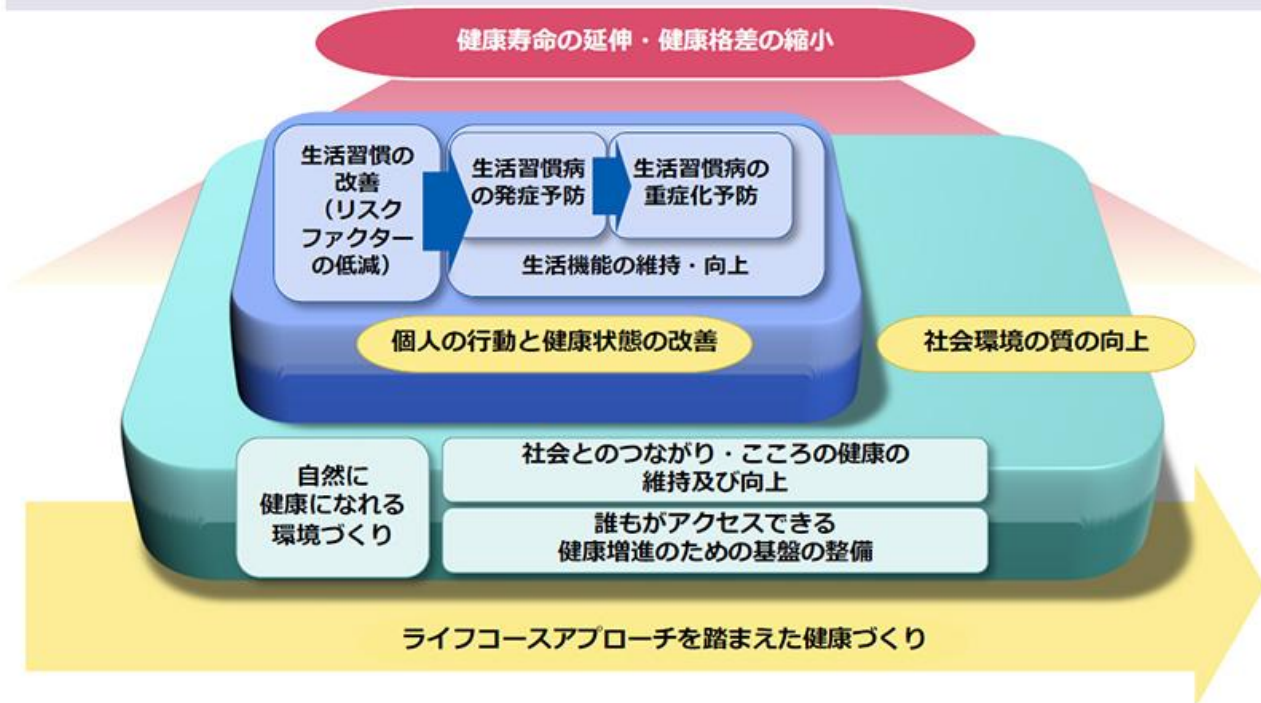 健康寿命の延伸・健康格差の縮小
生活習慣の
改善
（リスク
ファクター
の低減）
生活習慣病
の発症予防
生活習慣病の
重症化予防
生活機能の維持・向上
個人の行動と健康状態の改善
社会環境の質の向上
自然に
健康になれる
環境づくり
社会とのつながり・こころの健康の
維持及び向上
誰もがアクセスできる
健康増進のための基盤の整備
ライフコースアプローチを踏まえた健康づくり